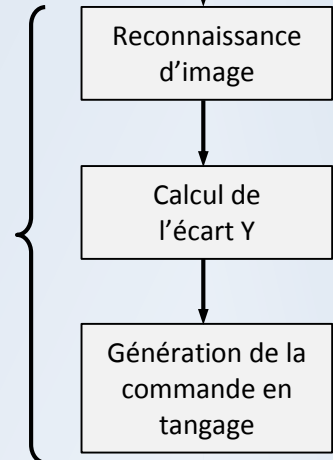 Reconnaissance
d’image
Calcul de
l’écart Y
Génération de la
commande en
tangage